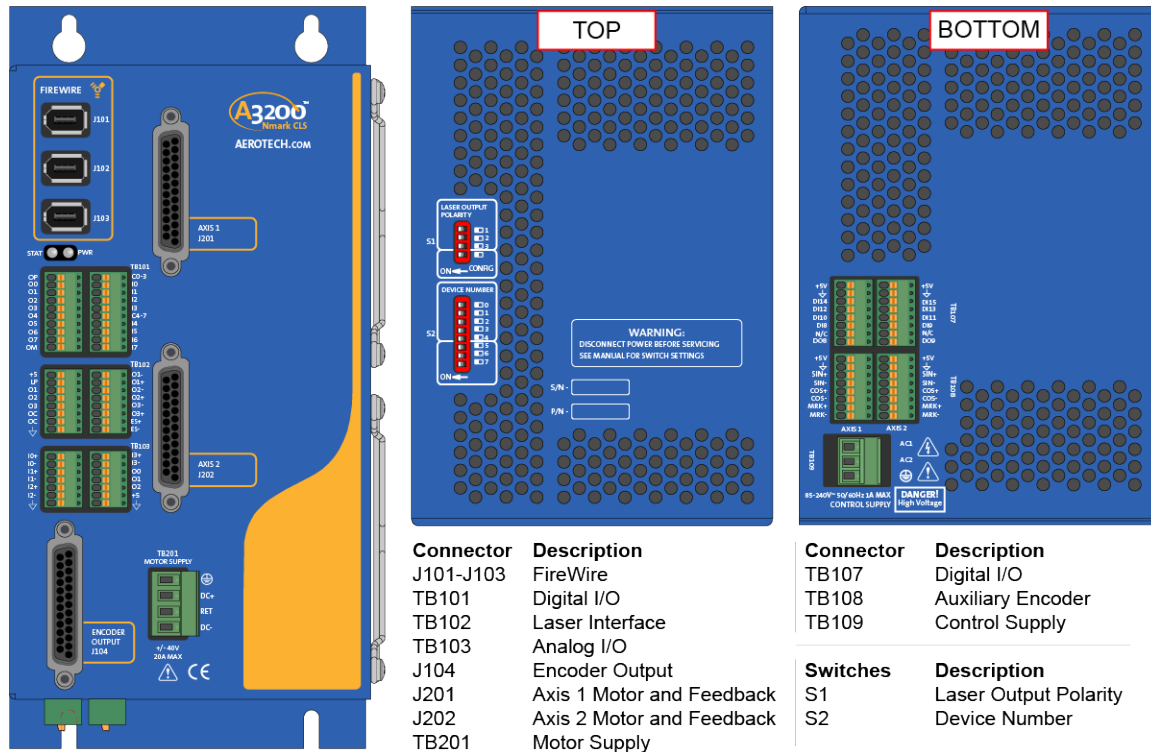 FIREWIRE
J101
J102
J103
A3200™
Nmark CLS
AEROTECH.COM
AXIS 1
J201
STAT PWR
TB101
OP C0-3
O0 I0
O1 I1
O2 I2
O3 I3
O4 C4-7
O5 I4
O6 I5
O7 I6
OM I7
TB102
+5 O1-
LP O1+
O1 O2-
O2 O2+
O3 O3-
OC O3+
OC ES+
ES-
TB103
I0+ I3+
I0- I3-
I1+ O0
I1- O1
I2+ O2
I2- +5
AXIS 2
J202
ENCODER
OUTPUT
J104
TB201
MOTOR SUPPLY
DC+
RET
DC-
+/- 40V
20A MAX
CE
TOP
LASER OUTPUT
POLARITY
S1
1
2
3
ON CONFIG
DEVICE NUMBER
S2
0
1
2
3
4
5
6
7
ON
WARNING:
DISCONNECT POWER BEFORE SERVICING
SEE MANUAL FOR SWITCH SETTINGS
S/N -
P/N -
BOTTOM
+5V +5V
DI14 DI15
DI12 DI13
DI10 DI11
DI8 DI9
N/C N/C
DO8 DO9
TB107
+5V +5V
SIN+ SIN+
SIN- SIN-
COS+ COS+
COS- COS-
MRK+ MRK+
MRK- MRK-
TB108
AXIS 1 AXIS 2
TB109
AC1
AC2
85-240V~ 50/60Hz 1A MAX
CONTROL SUPPLY
DANGER!
High Voltage
Connector Description
J101-J103 FireWire
TB101 Digital I/O
TB102 Laser Interface
TB103 Analog I/O
J104 Encoder Output
J201 Axis 1 Motor and Feedback
J202 Axis 2 Motor and Feedback
TB201 Motor Supply
Connector Description
TB107 Digital I/O
TB108 Auxiliary Encoder
TB109 Control Supply
Switches Description
S1 Laser Output Polarity
S2 Device Number